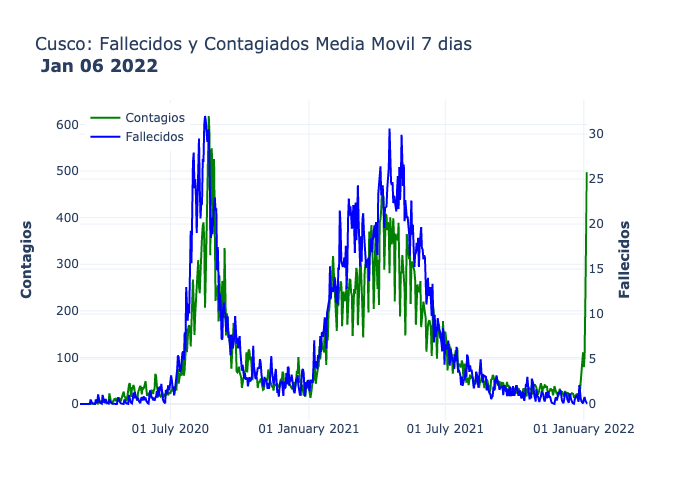 Cusco: Fallecidos y Contagiados Media Movil 7 dias
Jan 06 2022
Contagios
Fallecidos
600
500
400
300
200
100
0
30
25
20
15
10
5
0
Contagios
Fallecidos
01 July 2020
01 January 2021
01 July 2021
01 January 2022